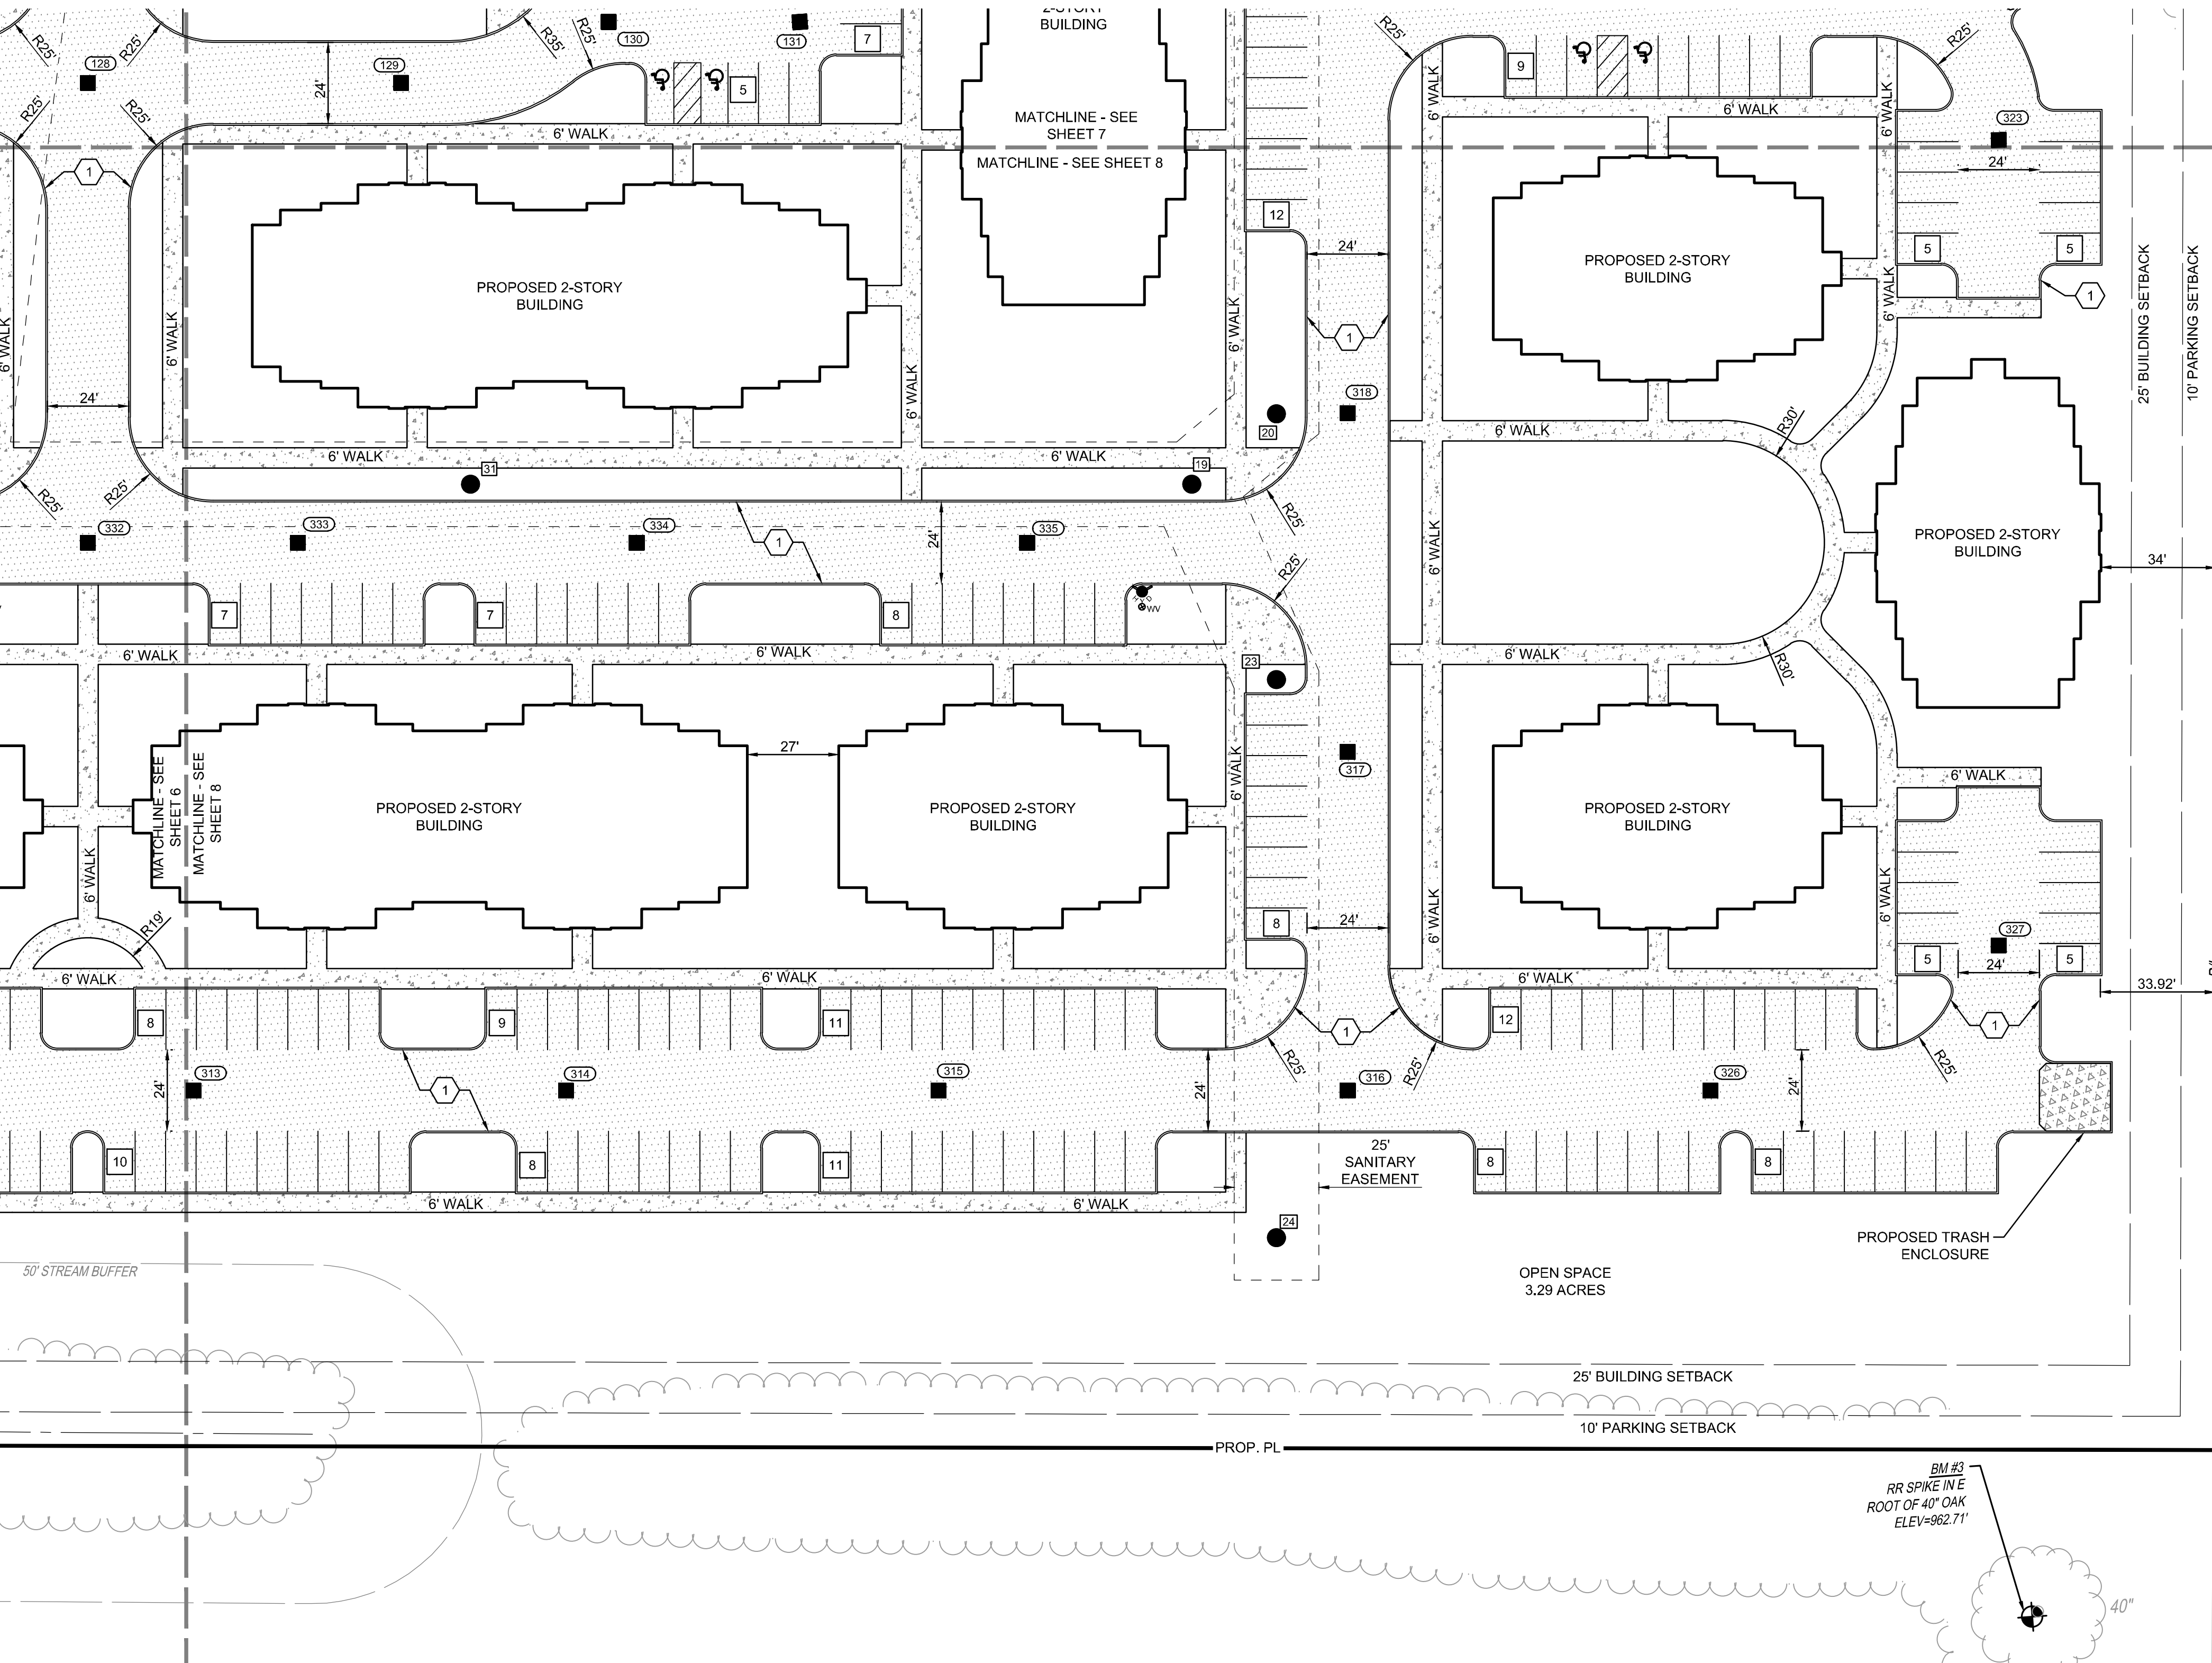 2-STORY
BUILDING
R25'
R25'
R35'
R25'
130
131
7
128
129
24'
5
R25'
R25'
6' WALK
MATCHLINE - SEE
SHEET 7
MATCHLINE - SEE SHEET 8
R25'
9
R25'
6' WALK
6' WALK
6' WALK
323
24'
1
12
24'
5
5
PROPOSED 2-STORY
BUILDING
PROPOSED 2-STORY
BUILDING
6' WALK
6' WALK
6' WALK
6' WALK
1
1
25' BUILDING SETBACK
10' PARKING SETBACK
24'
6' WALK
318
20
R30'
6' WALK
6' WALK
6' WALK
31
19
R25'
R25'
R25'
332
333
334
335
1
24'
6' WALK
PROPOSED 2-STORY
BUILDING
34'
R25'
HYD
WV
7
7
8
6' WALK
6' WALK
6' WALK
23
R30'
27'
6' WALK
317
6' WALK
MATCHLINE - SEE
SHEET 6
MATCHLINE - SEE
SHEET 8
PROPOSED 2-STORY
BUILDING
PROPOSED 2-STORY
BUILDING
PROPOSED 2-STORY
BUILDING
6' WALK
R19'
8
24'
6' WALK
6' WALK
327
5
24'
5
6' WALK
6' WALK
6' WALK
33.92'
8
9
11
1
12
1
R25'
R25'
R25'
24'
313
1
314
315
24'
316
326
24'
10
8
11
25'
SANITARY
EASEMENT
8
8
6' WALK
6' WALK
24
PROPOSED TRASH
ENCLOSURE
50' STREAM BUFFER
OPEN SPACE
3.29 ACRES
25' BUILDING SETBACK
10' PARKING SETBACK
PROP. PL
BM #3
RR SPIKE IN E
ROOT OF 40" OAK
ELEV=962.71'
40"